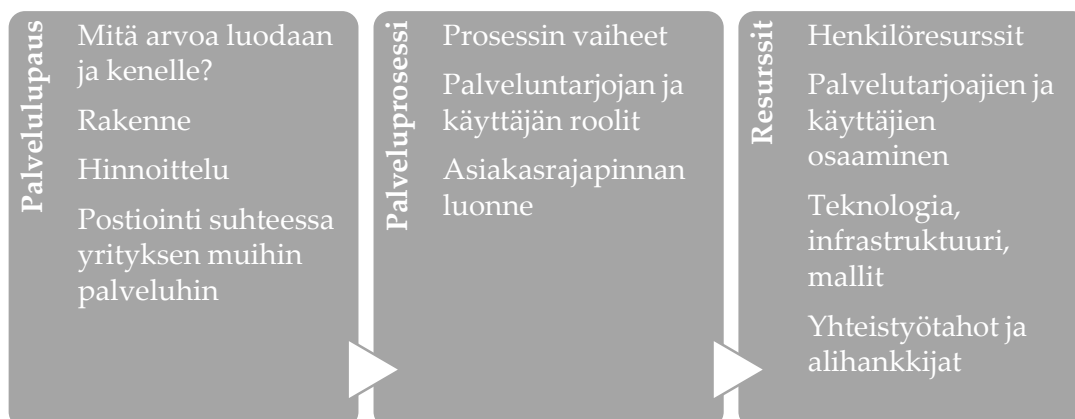 Palvelulupaus
Mitä arvoa luodaan
ja kenelle?
Rakenne
Hinnoittelu
Postiointi suhteessa
yrityksen muihin
palveluhin
Palveluprosessi
Prosessin vaiheet
Palveluntarjojan ja
käyttäjän roolit
Asiakasrajapinnan
luonne
Resurssit
Henkilöresurssit
Palvelutarjoajien ja
käyttäjien
osaaminen
Teknologia,
infrastruktuuri,
mallit
Yhteistyötahot ja
alihankkijat